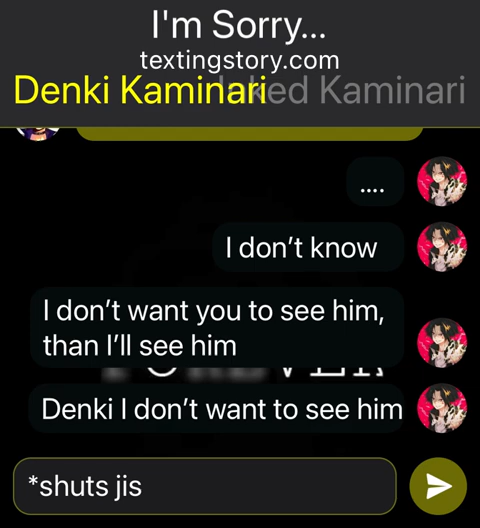 I'm Sorry...
textingstory.com
Denki Kaminari Kaminari
....
I don't know
I don't want you to see him,
than I'll see him
Denki I don't want to see him
*shuts jis